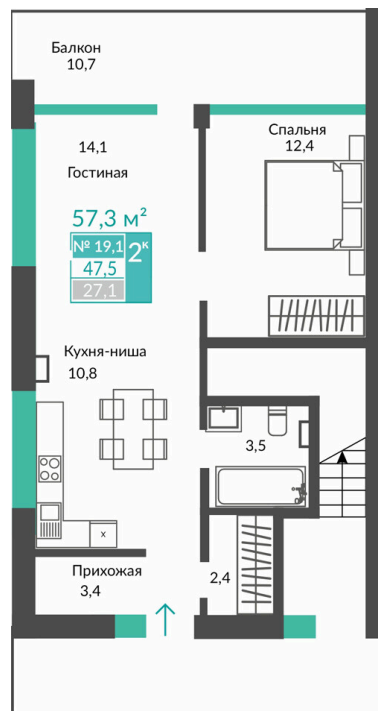 Балкон
10,7
Спальня
12,4
14,1
Гостиная
57,3 м²
№ 19,1
2К
47,5
27,1
Кухня-ниша
10,8
3,5
x
Прихожая
3,4
2,4